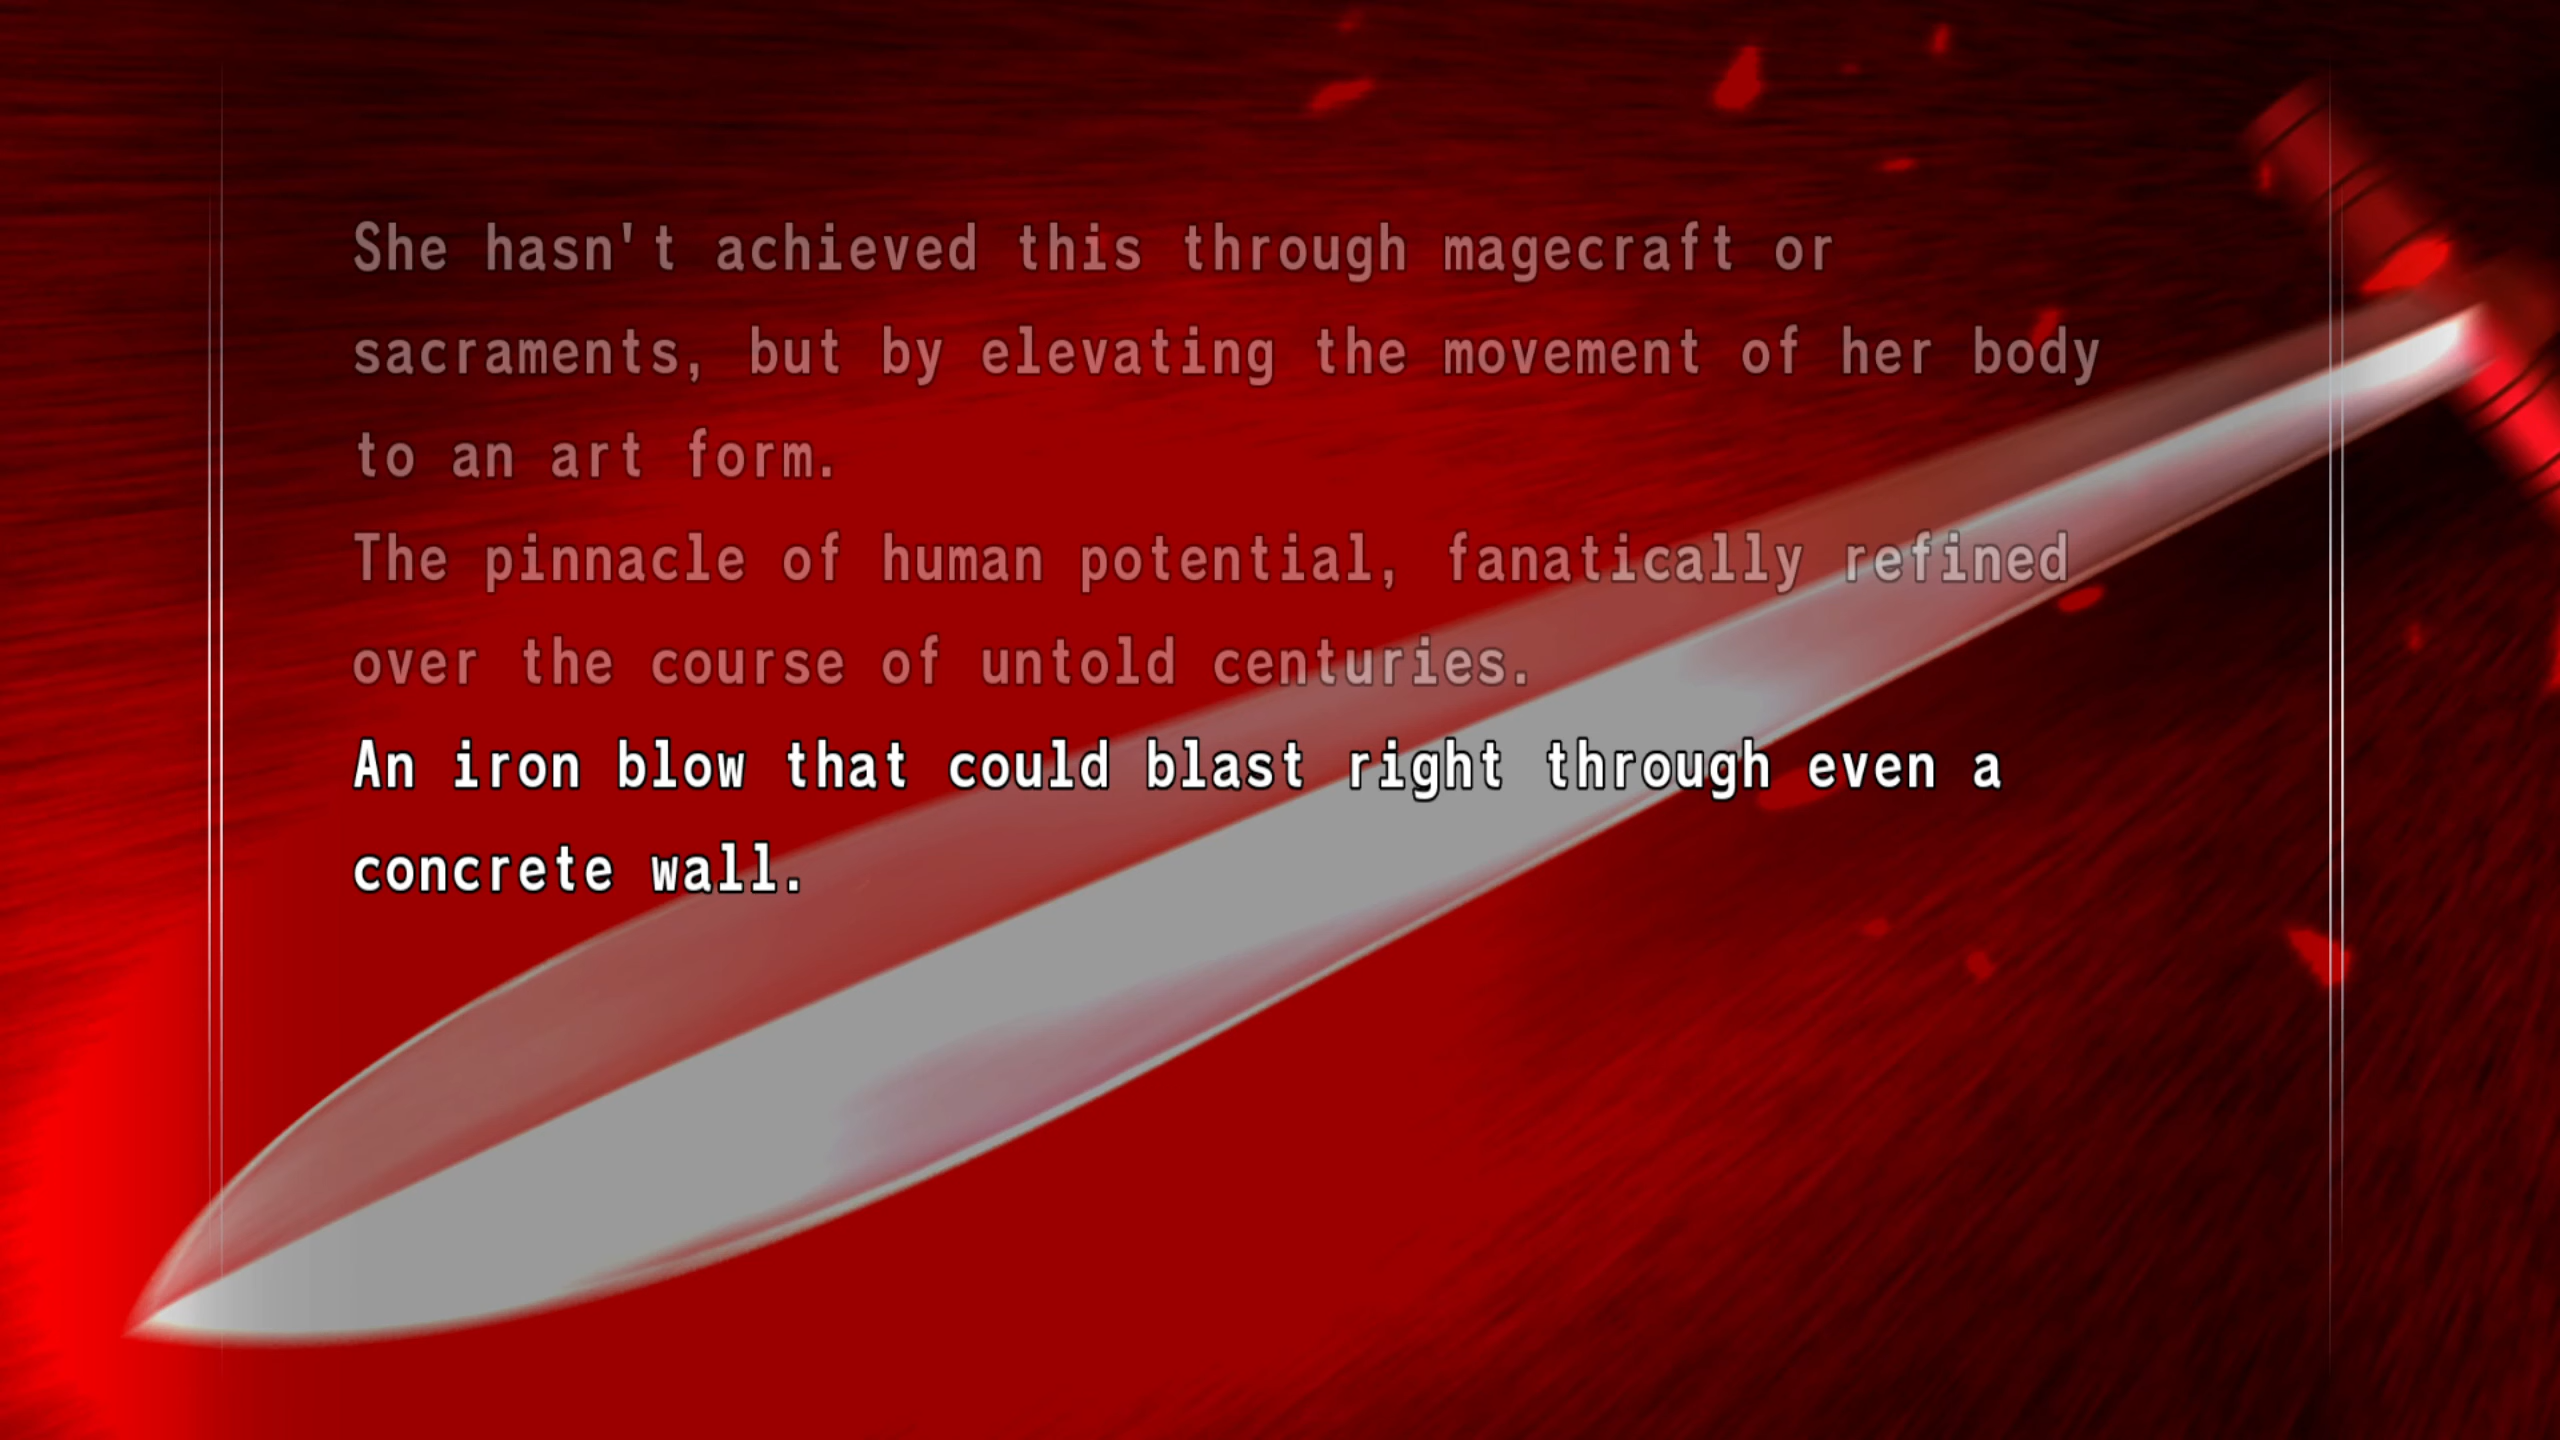 She hasn't achieved this through magecraft or
sacraments, but by elevating the movement of her body
to an art form.
The pinnacle of human potential, fanatically refined
over the course of untold centuries.
An iron blow that could blast right through even a
concrete wall.